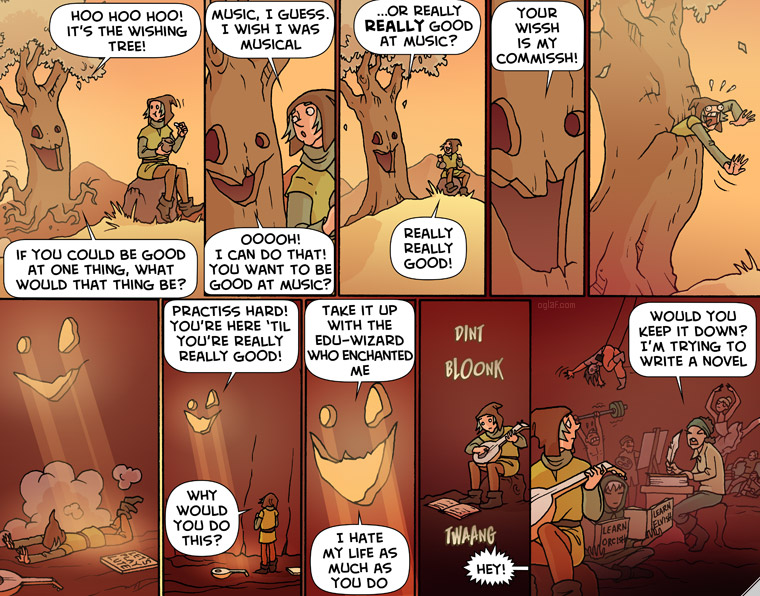 HOO HOO HOO!
IT'S THE WISHING
TREE!
IF YOU COULD BE GOOD
AT ONE THING, WHAT
WOULD THAT THING BE?
MUSIC, I GUESS.
I WISH I WAS
MUSICAL
OOOOH!
I CAN DO THAT!
YOU WANT TO BE
GOOD AT MUSIC?
...OR REALLY
REALLY GOOD
AT MUSIC?
REALLY
REALLY
GOOD!
YOUR
WISSH
IS MY
COMMISSH!
oglaf.com
PRACTISS HARD!
YOU'RE HERE 'TIL
YOU'RE REALLY
REALLY GOOD!
WHY
WOULD
YOU DO
THIS?
TAKE IT UP
WITH THE
EDU-WIZARD
WHO ENCHANTED
ME
I HATE
MY LIFE AS
MUCH AS
YOU DO
DINT
BLOONK
TWAANG
HEY!
WOULD YOU
KEEP IT DOWN?
I'M TRYING TO
WRITE A NOVEL
LEARN
ORCISH
LEARN
ELVISH